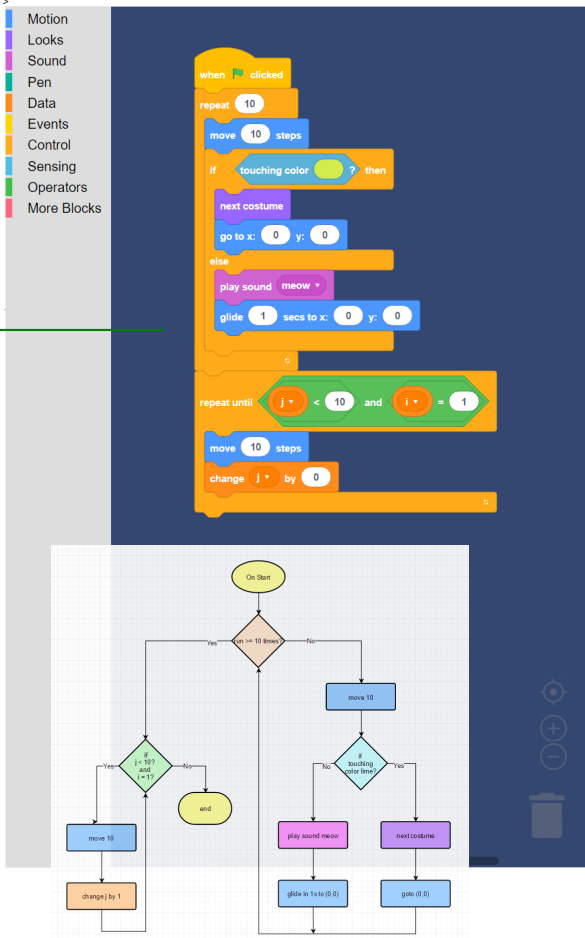 >
Motion
Looks
Sound
Pen
Data
Events
Control
Sensing
Operators
More Blocks
when clicked
repeat 10
move 10 steps
if touching color ? then
next costume
go to x: 0 y: 0
else
play sound meow
glide 1 secs to x: 0 y: 0
repeat until j < 10 and i = 1
move 10 steps
change j by 0
On Start
Yes
run >= 10 times?
No
move 10
if
touching
color lime?
No
Yes
play sound meow
next costume
glide in 1s to (0,0)
goto (0,0)
if
j < 10?
and
i = 1?
Yes
No
end
move 10
change j by 1